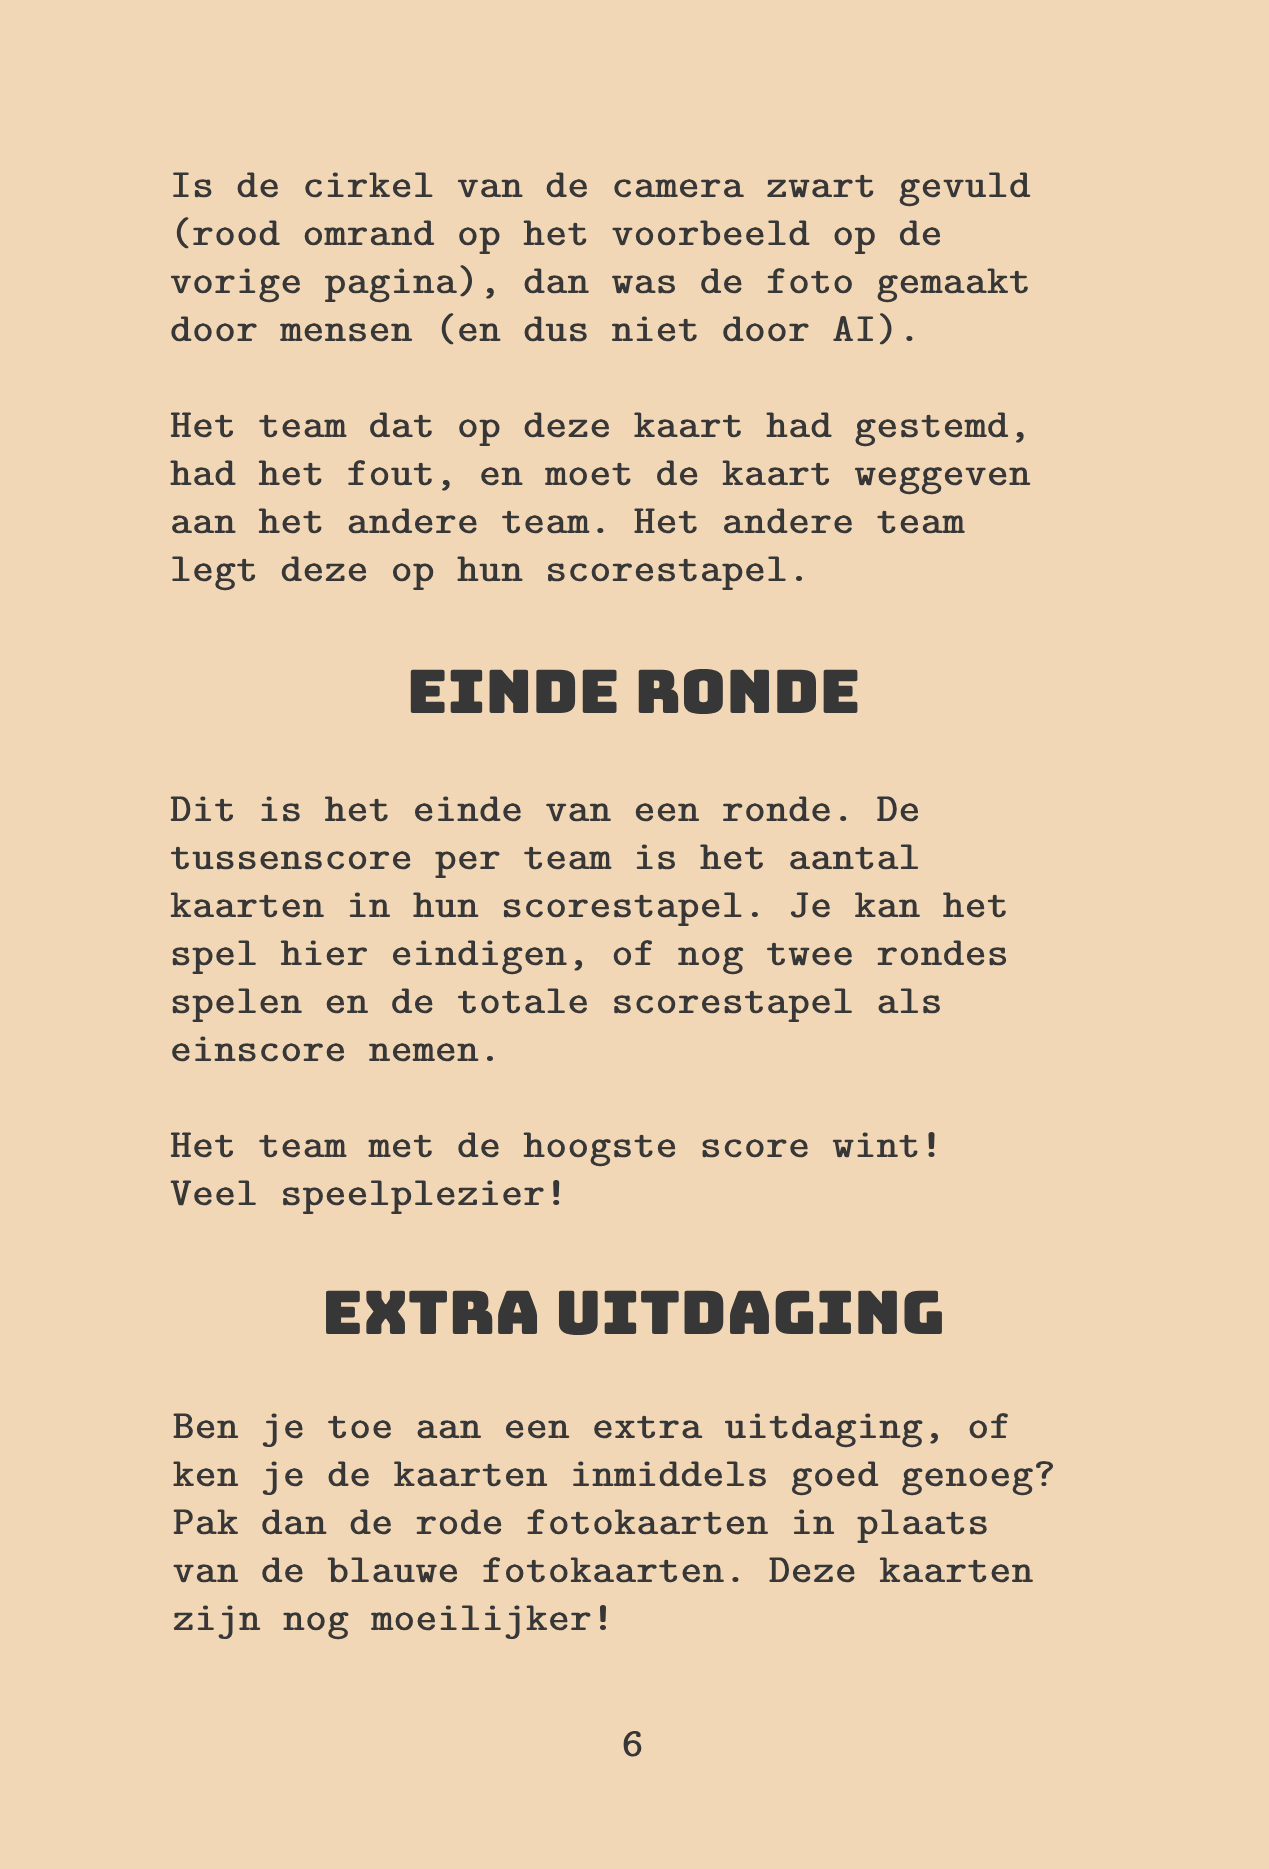 Is de cirkel van de camera zwart gevuld
(rood omrand op het voorbeeld op de
vorige pagina), dan was de foto gemaakt
door mensen (en dus niet door AI).
Het team dat op deze kaart had gestemd,
had het fout, en moet de kaart weggeven
aan het andere team. Het andere team
legt deze op hun scorestapel.
EINDE RONDE
Dit is het einde van een ronde. De
tussenscore per team is het aantal
kaarten in hun scorestapel. Je kan het
spel hier eindigen, of nog twee rondes
spelen en de totale scorestapel als
einscore nemen.
Het team met de hoogste score wint!
Veel speelplezier!
EXTRA UITDAGING
Ben je toe aan een extra uitdaging, of
ken je de kaarten inmiddels goed genoeg?
Pak dan de rode fotokaarten in plaats
van de blauwe fotokaarten. Deze kaarten
zijn nog moeilijker!
6